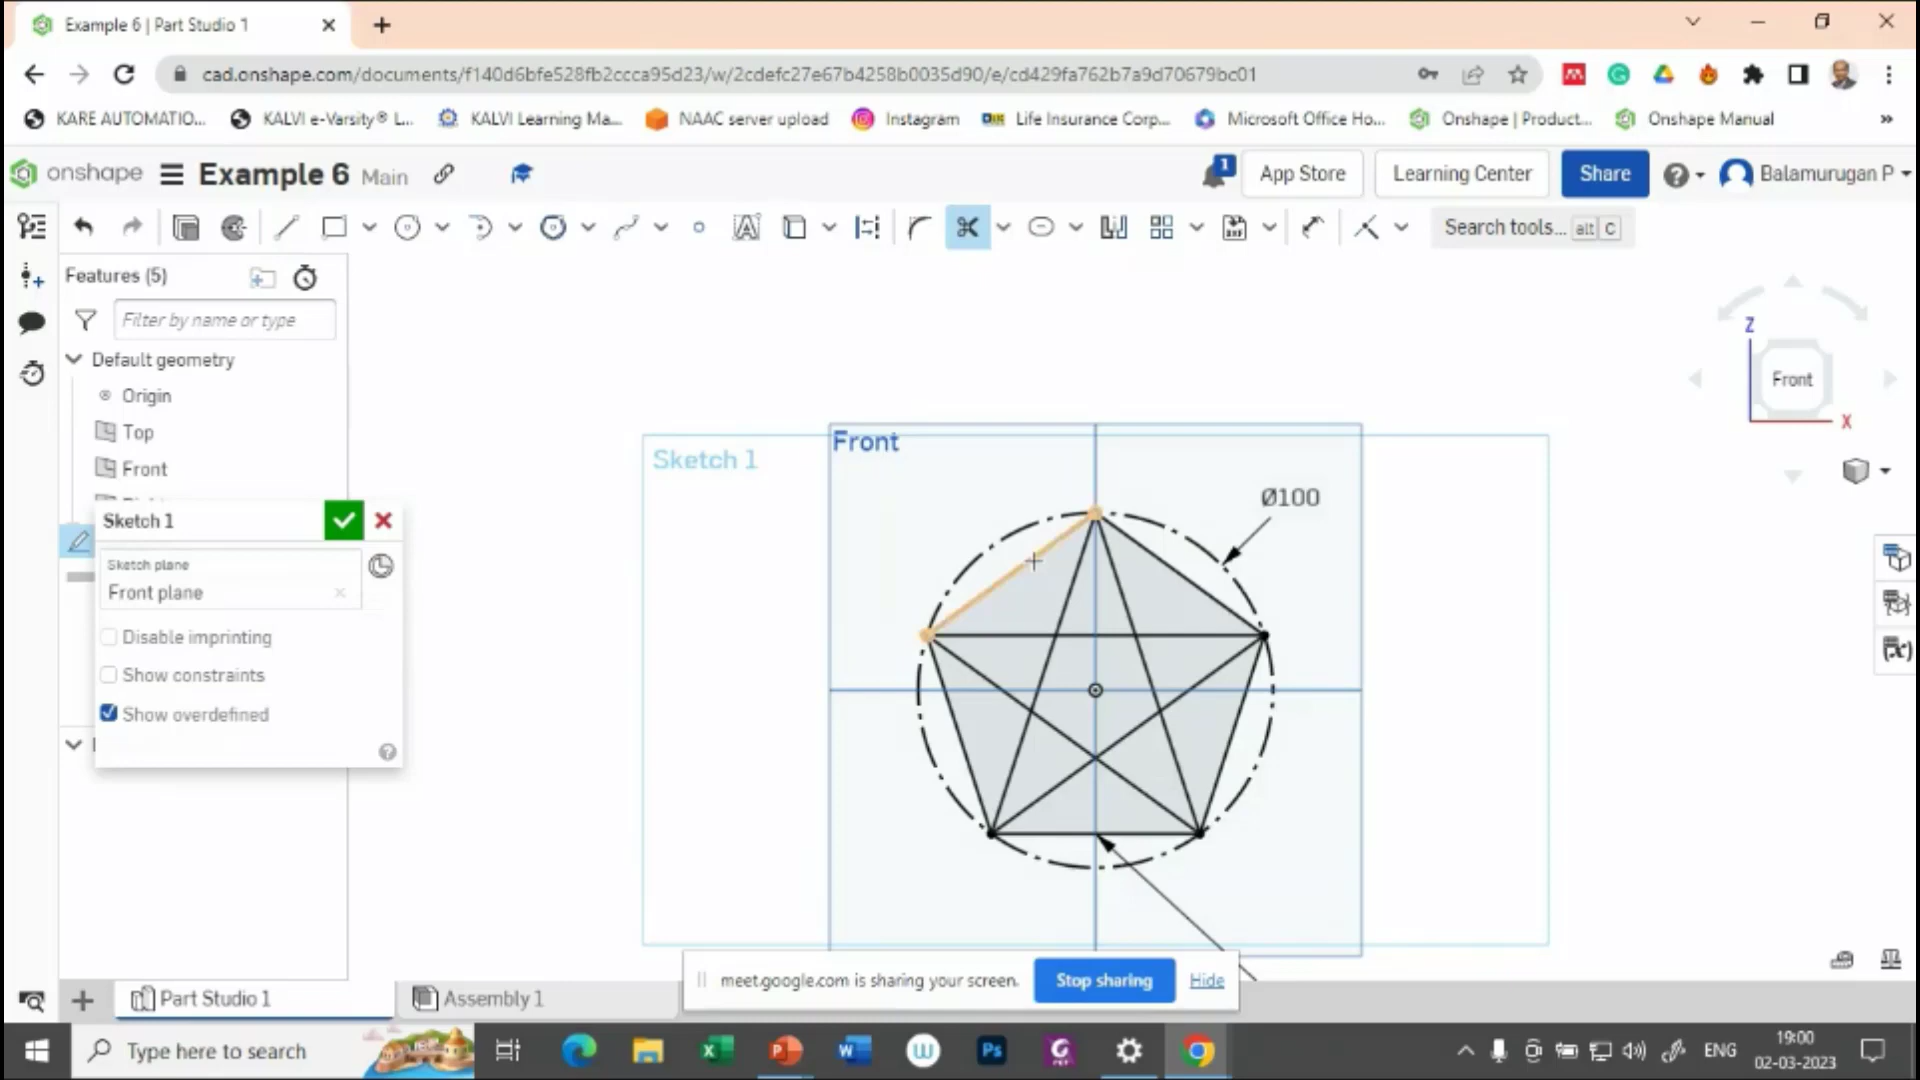 Example 6 | Part Studio 1
cad.onshape.com/documents/f140d6bfe528fb2ccca95d23/w/2cdefc27e67b4258b0035d90/e/cd429fa762b7a9d70679bc01
KARE AUTOMATIO... KALVI e-Varsity® L... KALVI Learning Ma... NAAC server upload Instagram Life Insurance Corp... Microsoft Office Ho... Onshape | Product... Onshape Manual »
onshape Example 6 Main 1 App Store Learning Center Share Balamurugan P
Search tools... alt C
Features (5)
Filter by name or type
Default geometry
Origin
Top
Front
Sketch 1
Sketch plane
Front plane
Disable imprinting
Show constraints
Show overdefined
Front
Sketch 1
Ø100
Z
Front
X
meet.google.com is sharing your screen. Stop sharing Hide
Part Studio 1 Assembly 1
Type here to search
ENG
19:00
02-03-2023